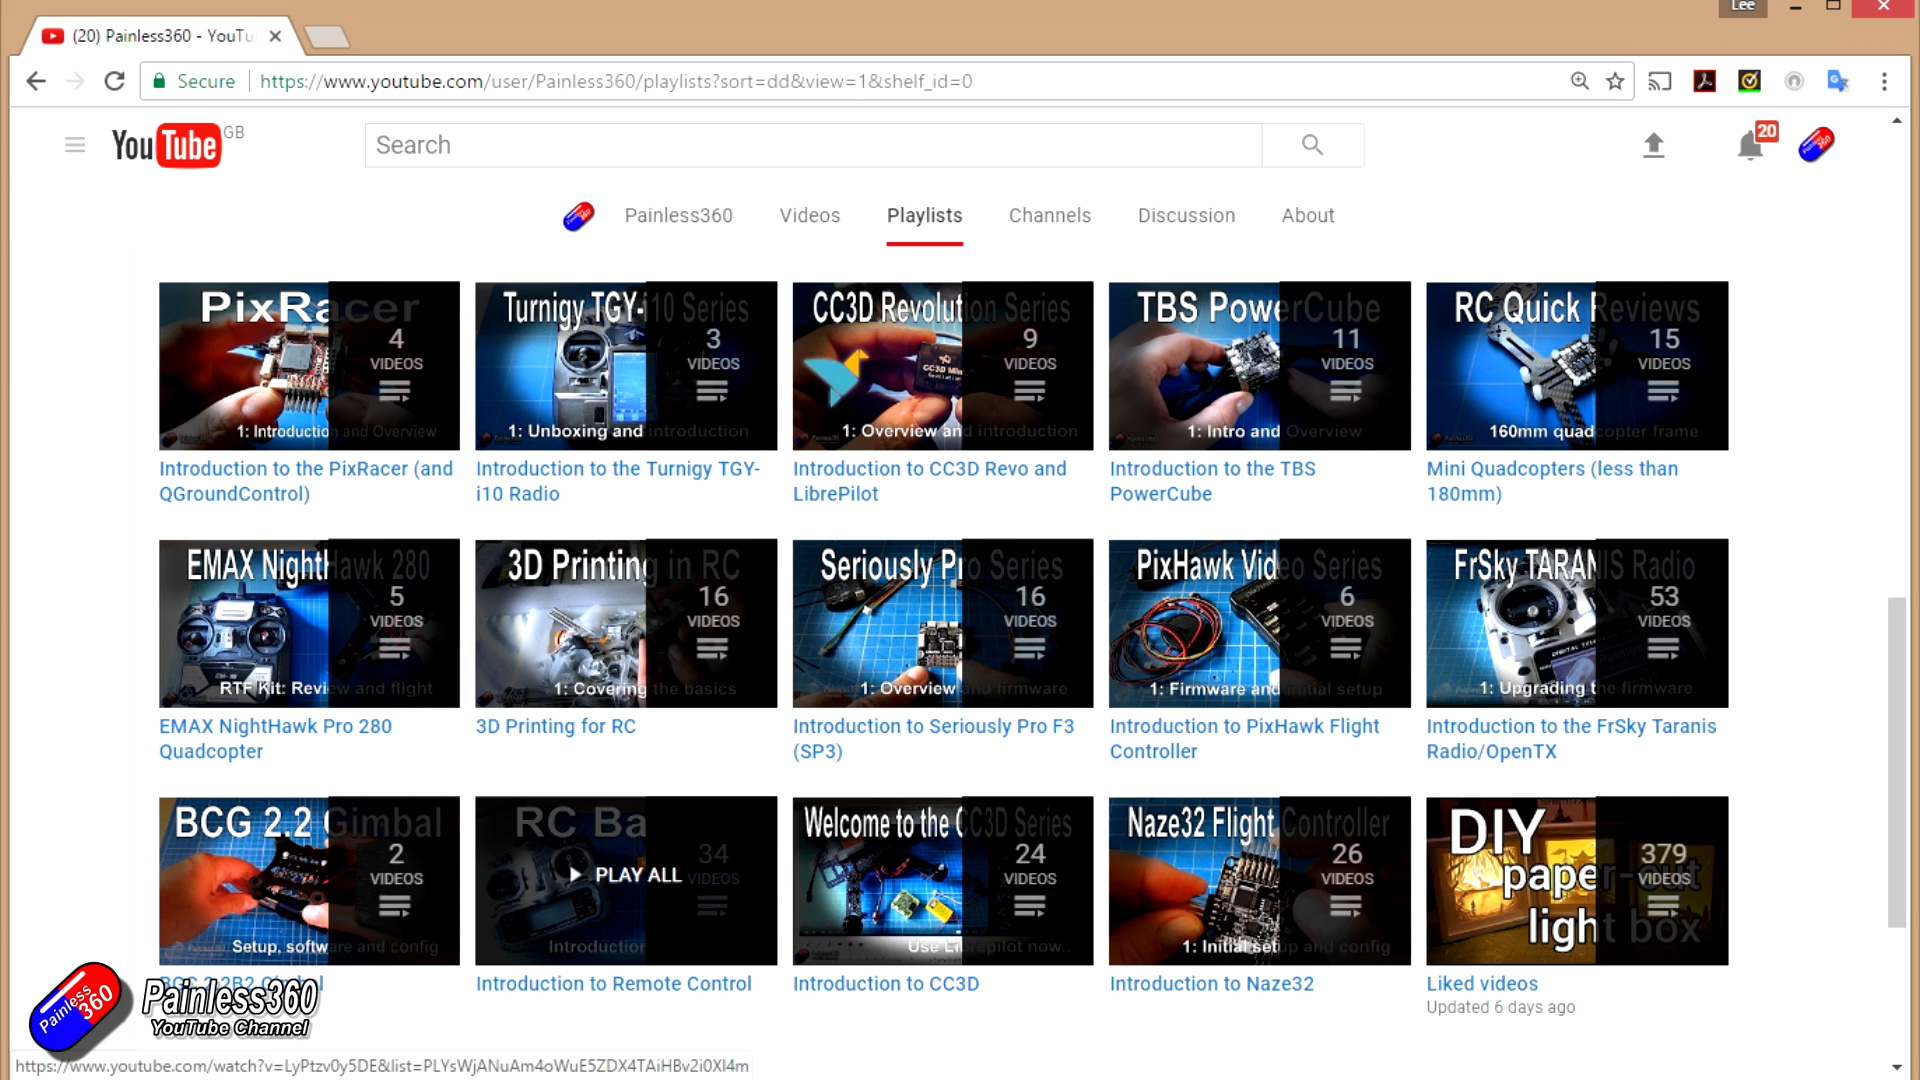 Lee
(20) Painless360 - YouTu
Secure
https://www.youtube.com/user/Painless360/playlists?sort=dd&view=1&shelf_id=0
YouTube GB
Search
20
Painless360 Videos Playlists Channels Discussion About
PixRacer
4
VIDEOS
1: Introduction and Overview
Introduction to the PixRacer (and
QGroundControl)
Turnigy TGY-i10 Series
3
VIDEOS
1: Unboxing and introduction
Introduction to the Turnigy TGY-
i10 Radio
CC3D Revolution Series
9
VIDEOS
1: Overview and introduction
Introduction to CC3D Revo and
LibrePilot
TBS PowerCube
11
VIDEOS
1: Intro and Overview
Introduction to the TBS
PowerCube
RC Quick Reviews
15
VIDEOS
160mm quadcopter frame
Mini Quadcopters (less than
180mm)
EMAX NightHawk 280
5
VIDEOS
RTF Kit: Review and flight
EMAX NightHawk Pro 280
Quadcopter
3D Printing in RC
16
VIDEOS
1: Covering the basics
3D Printing for RC
Seriously Pro Series
16
VIDEOS
1: Overview and firmware
Introduction to Seriously Pro F3
(SP3)
PixHawk Video Series
6
VIDEOS
1: Firmware and initial setup
Introduction to PixHawk Flight
Controller
FrSky TARANIS Radio
53
VIDEOS
1: Upgrading the firmware
Introduction to the FrSky Taranis
Radio/OpenTX
BCG 2.2 Gimbal
2
VIDEOS
Setup, software and config
RC Ba
34
VIDEOS
PLAY ALL
Introduction
Introduction to Remote Control
Welcome to the CC3D Series
24
VIDEOS
Use Librepilot now..
Introduction to CC3D
Naze32 Flight Controller
26
VIDEOS
1: Initial setup and config
Introduction to Naze32
DIY
paper-cut
light box
379
VIDEOS
Liked videos
Updated 6 days ago
Painless360
Painless360
YouTube Channel
https://www.youtube.com/watch?v=LyPtzv0y5DE&list=PLYsWjANuAm4oWuE5ZDX4TAiHBv2i0Xl4m